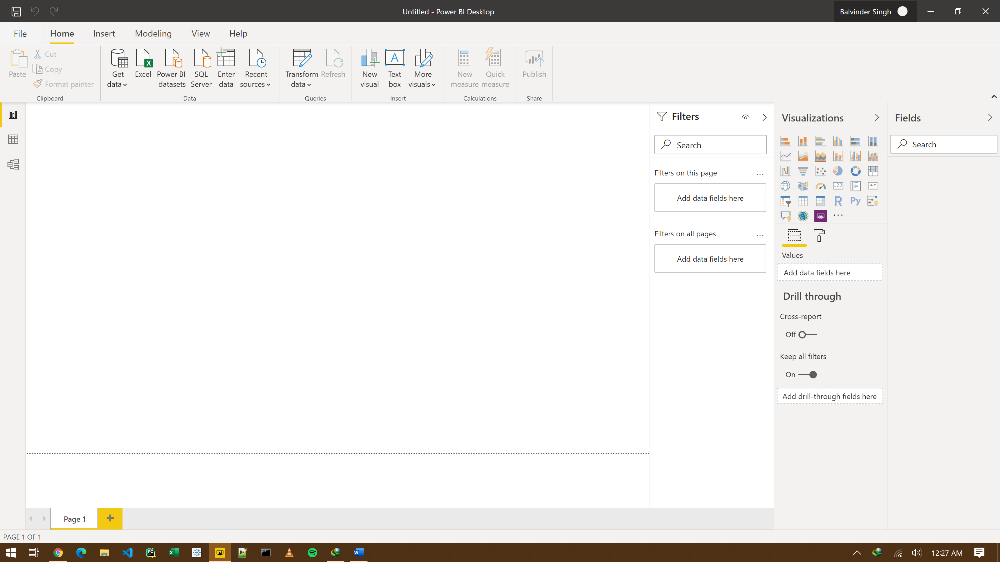 Untitled - Power BI Desktop
Balvinder Singh
File Home Insert Modeling View Help
Paste
Cut
Copy
Format painter
Clipboard
Get data
Excel
Power BI datasets
SQL Server
Enter data
Recent sources
Data
Transform data
Refresh
Queries
New visual
Text box
More visuals
Insert
New measure
Quick measure
Calculations
Publish
Share
Filters
Search
Filters on this page ...
Add data fields here
Filters on all pages ...
Add data fields here
Visualizations
123
R
Py
...
Values
Add data fields here
Drill through
Cross-report
Off
Keep all filters
On
Add drill-through fields here
Fields
Search
Page 1
PAGE 1 OF 1
12:27 AM